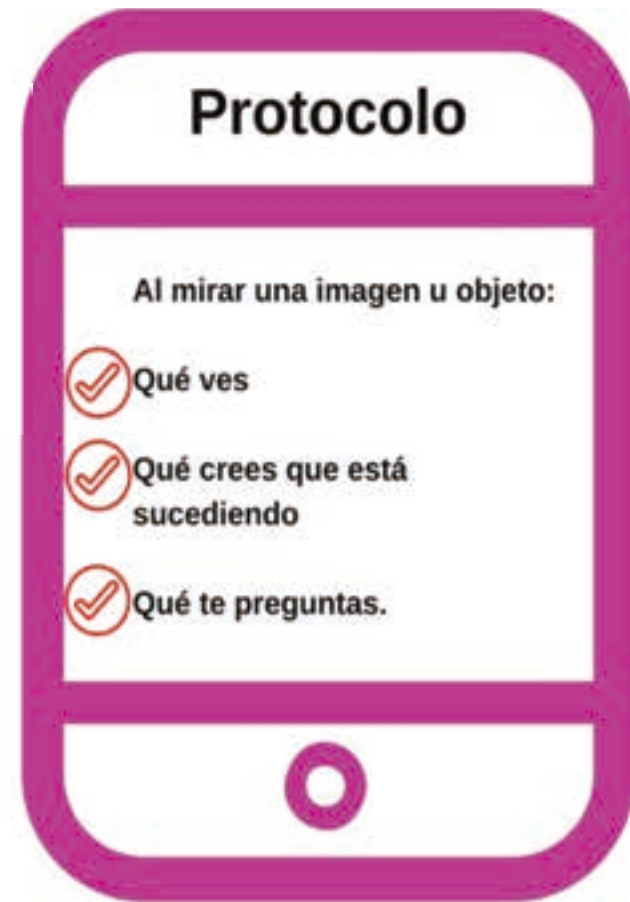 Protocolo
Al mirar una imagen u objeto:
Qué ves
Qué crees que está
sucediendo
Qué te preguntas.